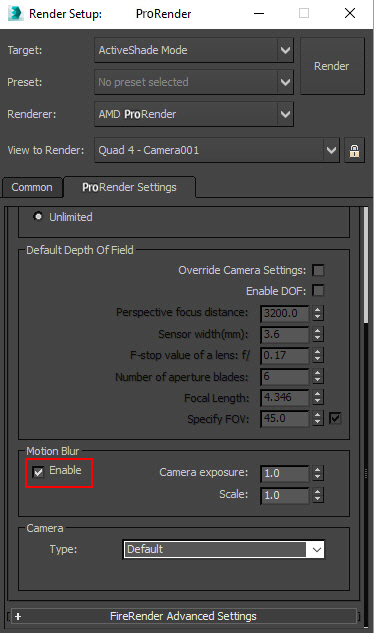 Render Setup: ProRender
Target: ActiveShade Mode
Render
Preset: No preset selected
Renderer: AMD ProRender
View to Render: Quad 4 - Camera001
Common ProRender Settings
Unlimited
Default Depth Of Field
Override Camera Settings:
Enable DOF:
Perspective focus distance: 3200.0
Sensor width(mm): 3.6
F-stop value of a lens: f/ 0.17
Number of aperture blades: 6
Focal Length: 4.346
Specify FOV: 45.0
Motion Blur
Enable Camera exposure: 1.0
Scale: 1.0
Camera
Type: Default
+ FireRender Advanced Settings